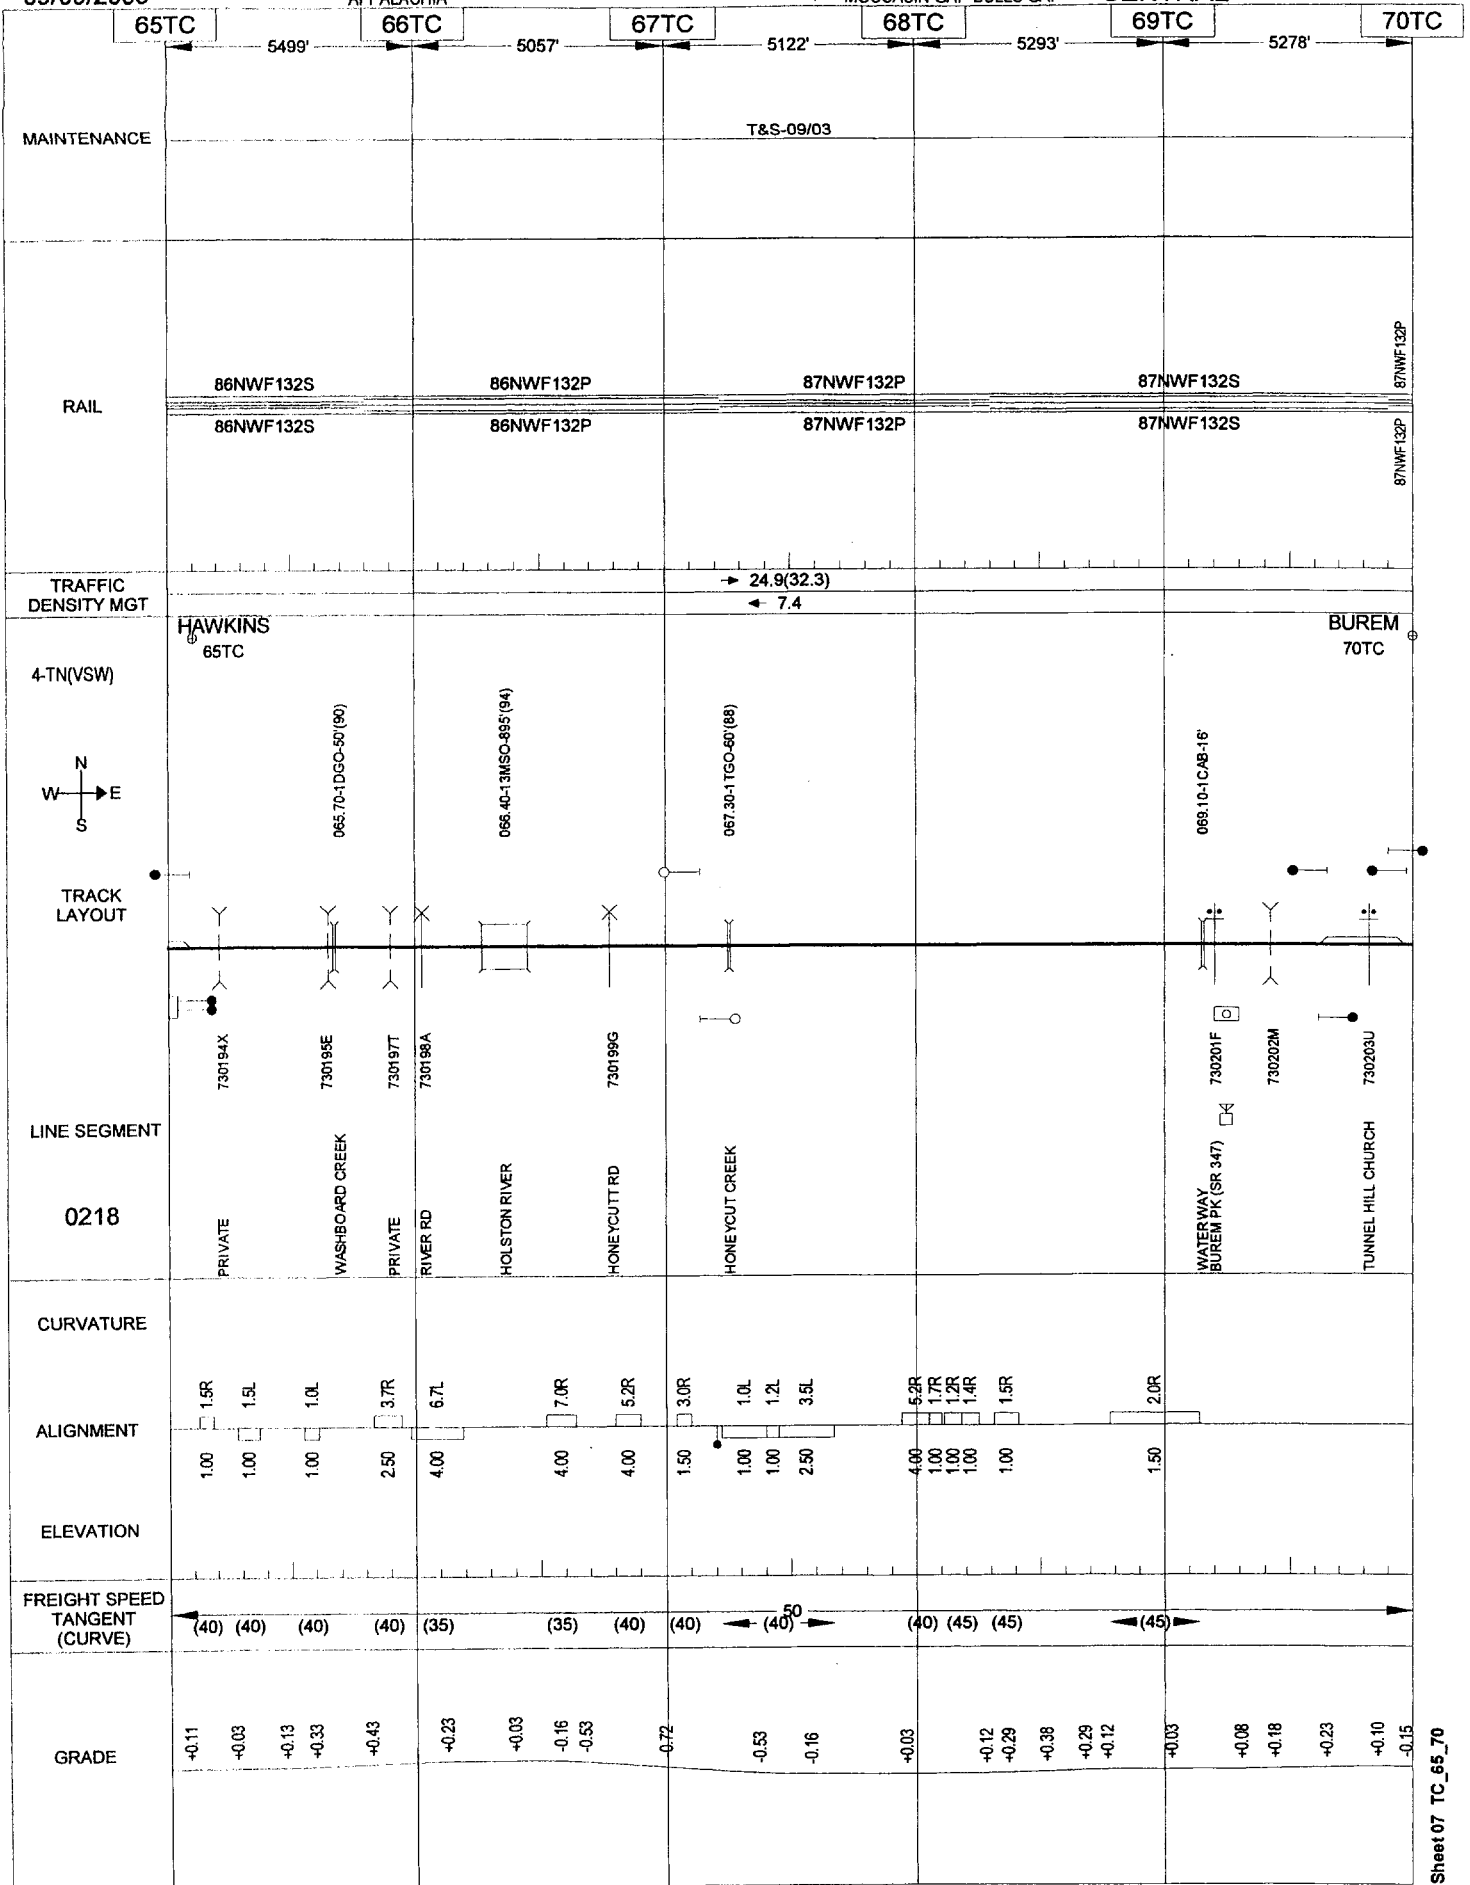 65TC 66TC 67TC 68TC 69TC 70TC
5499' 5057' 5122' 5293' 5278'
MAINTENANCE
T&S-09/03
RAIL
86NWF132S 86NWF132P 87NWF132P 87NWF132S 87NWF132P
86NWF132S 86NWF132P 87NWF132P 87NWF132S 87NWF132P
TRAFFIC
DENSITY MGT
24.9(32.3)
7.4
HAWKINS
65TC
BUREM
70TC
4-TN(VSW)
N
W E
S
065.70-1DGO-50'(90)
066.40-13MSO-895'(94)
067.30-1TGO-60'(88)
069.10-1CAB-16'
TRACK
LAYOUT
730194X
730195E
730197T
730198A
730199G
730201F
730202M
730203U
LINE SEGMENT
0218
PRIVATE
WASHBOARD CREEK
PRIVATE
RIVER RD
HOLSTON RIVER
HONEYCUTT RD
HONEYCUT CREEK
WATERWAY
BUREM PK (SR 347)
TUNNEL HILL CHURCH
CURVATURE
1.5R 1.5L 1.0L 3.7R 6.7L 7.0R 5.2R 3.0R 1.0L 1.2L 3.5L 5.2R 1.7R 1.2R 1.4R 1.5R 2.0R
ALIGNMENT
1.00 1.00 1.00 2.50 4.00 4.00 4.00 1.50 1.00 1.00 2.50 4.00 1.00 1.00 1.00 1.00 1.50
ELEVATION
FREIGHT SPEED
TANGENT
(CURVE)
50
(40) (40) (40) (40) (35) (35) (40) (40) (40) (40) (45) (45) (45)
GRADE
+0.11 +0.03 +0.13 +0.33 +0.43 +0.23 +0.03 -0.16 -0.53 -0.72 -0.53 -0.16 +0.03 +0.12 +0.29 +0.38 +0.29 +0.12 +0.03 +0.08 +0.18 +0.23 +0.10 -0.15
Sheet 07 TC_65_70